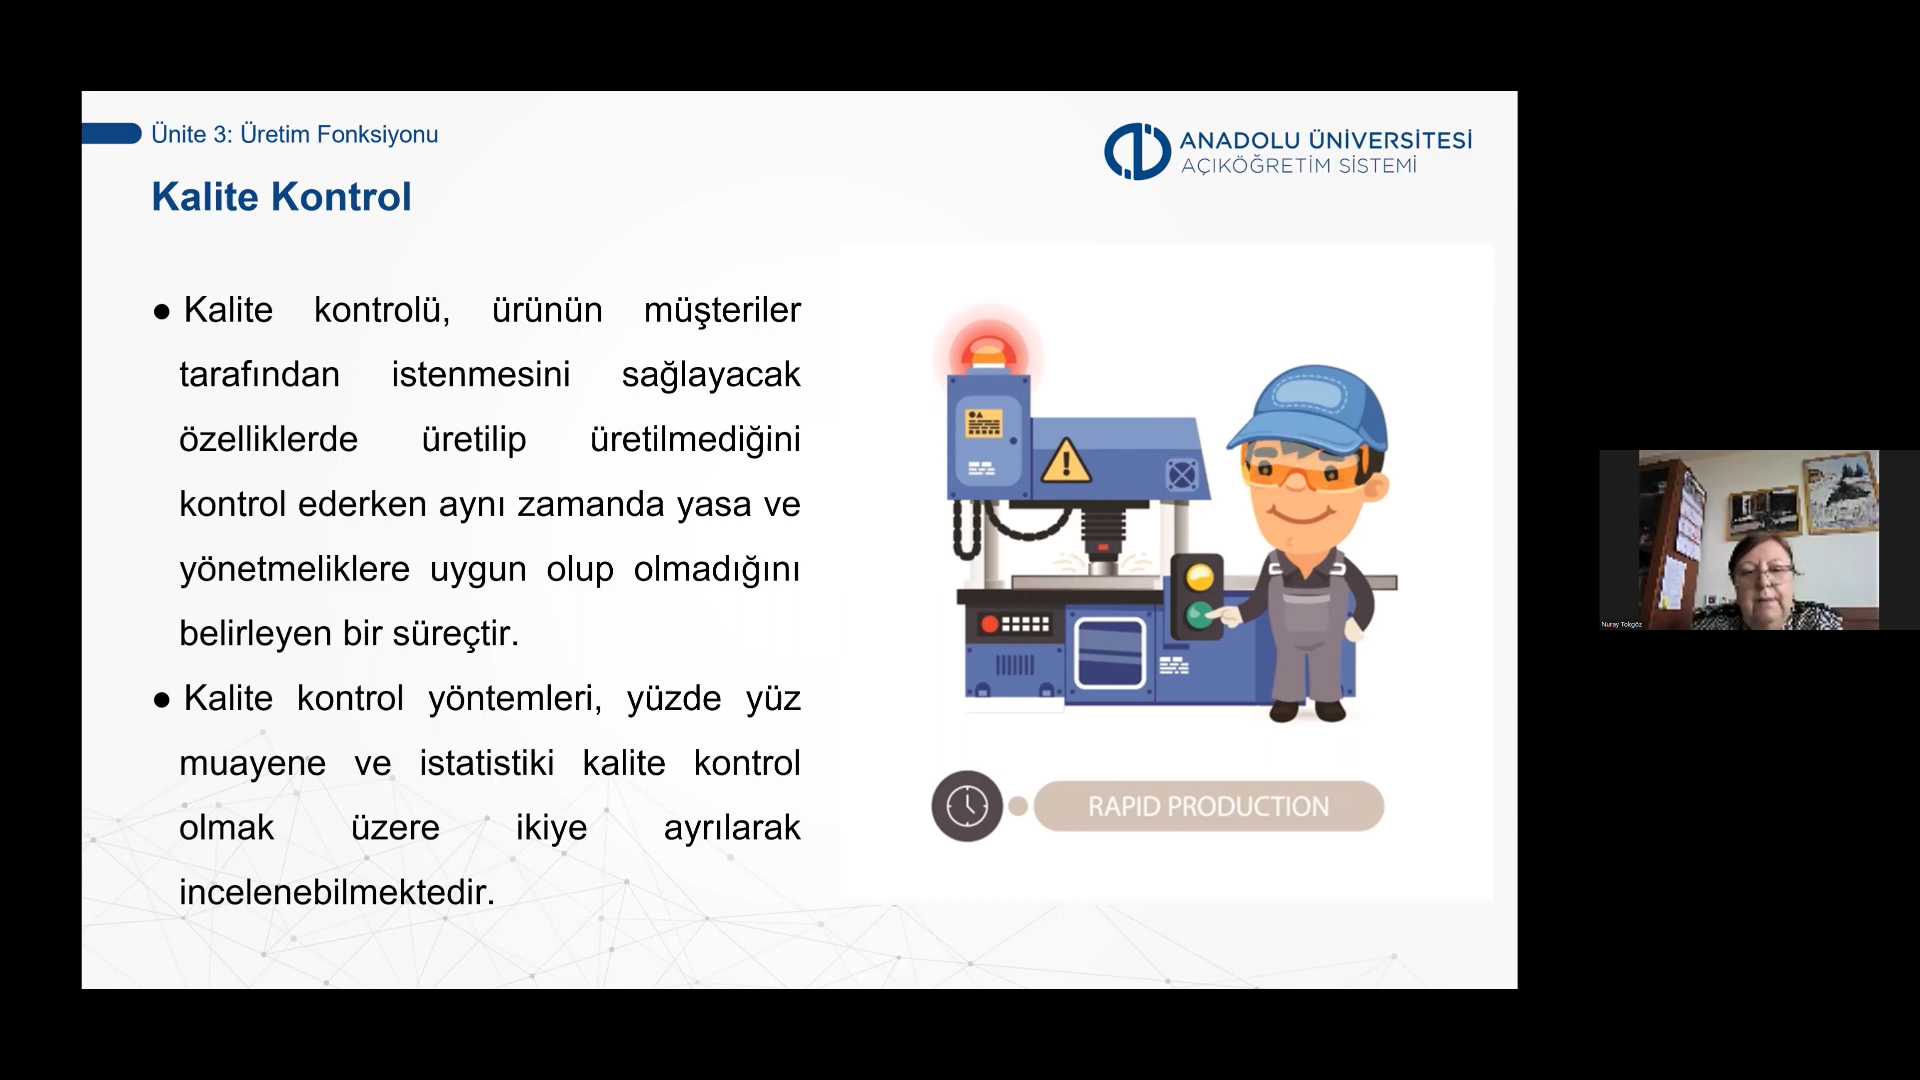 Ünite 3: Üretim Fonksiyonu
ANADOLU ÜNİVERSİTESİ
AÇIKÖĞRETİM SİSTEMİ
Kalite Kontrol
● Kalite kontrolü, ürünün müşteriler
tarafından istenmesini sağlayacak
özelliklerde üretilip üretilmediğini
kontrol ederken aynı zamanda yasa ve
yönetmeliklere uygun olup olmadığını
belirleyen bir süreçtir.
● Kalite kontrol yöntemleri, yüzde yüz
muayene ve istatistiki kalite kontrol
olmak üzere ikiye ayrılarak
incelenebilmektedir.
RAPID PRODUCTION
Nuray Tokgöz